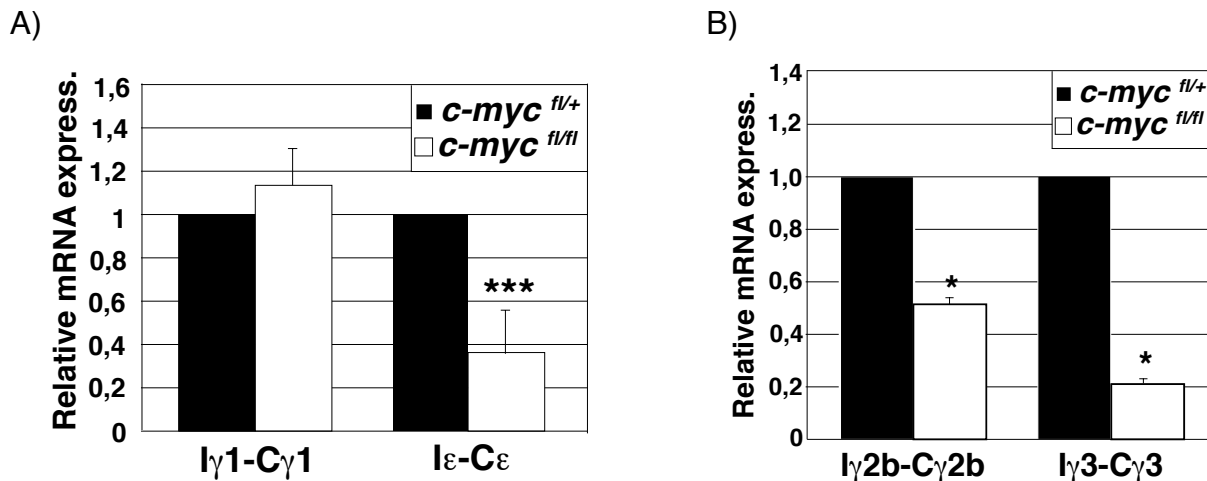 A)
Relative mRNA express.
1,6
1,4
1,2
1
0,8
0,6
0,4
0,2
0
c-myc fl/+
c-myc fl/fl
***
Iγ1-Cγ1
Iε-Cε
B)
Relative mRNA express.
1,4
1,2
1,0
0,8
0,6
0,4
0,2
0
c-myc fl/+
c-myc fl/fl
*
*
Iγ2b-Cγ2b
Iγ3-Cγ3